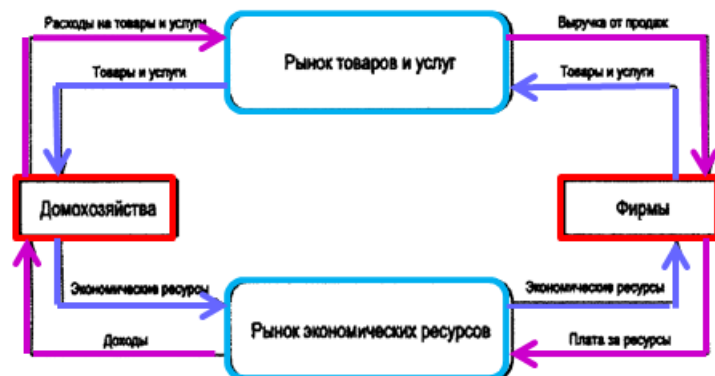 Расходы на товары и услуги
Выручка от продаж
Рынок товаров и услуг
Товары и услуги
Товары и услуги
Домохозяйства
Фирмы
Экономические ресурсы
Экономические ресурсы
Рынок экономических ресурсов
Доходы
Плата за ресурсы